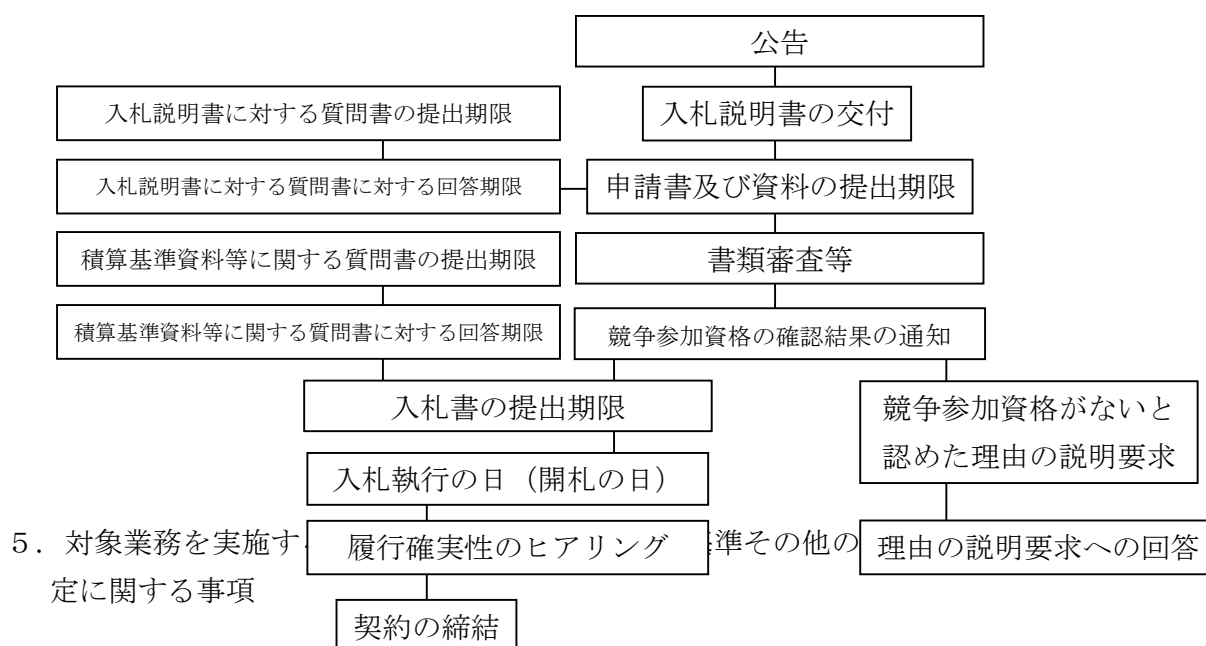 公告
入札説明書に対する質問書の提出期限
入札説明書の交付
入札説明書に対する質問書に対する回答期限
申請書及び資料の提出期限
積算基準資料等に関する質問書の提出期限
書類審査等
積算基準資料等に関する質問書に対する回答期限
競争参加資格の確認結果の通知
入札書の提出期限
競争参加資格がないと
認めた理由の説明要求
入札執行の日（開札の日）
5．対象業務を実施す
履行確実性のヒアリング
準その他の
理由の説明要求への回答
定に関する事項
契約の締結